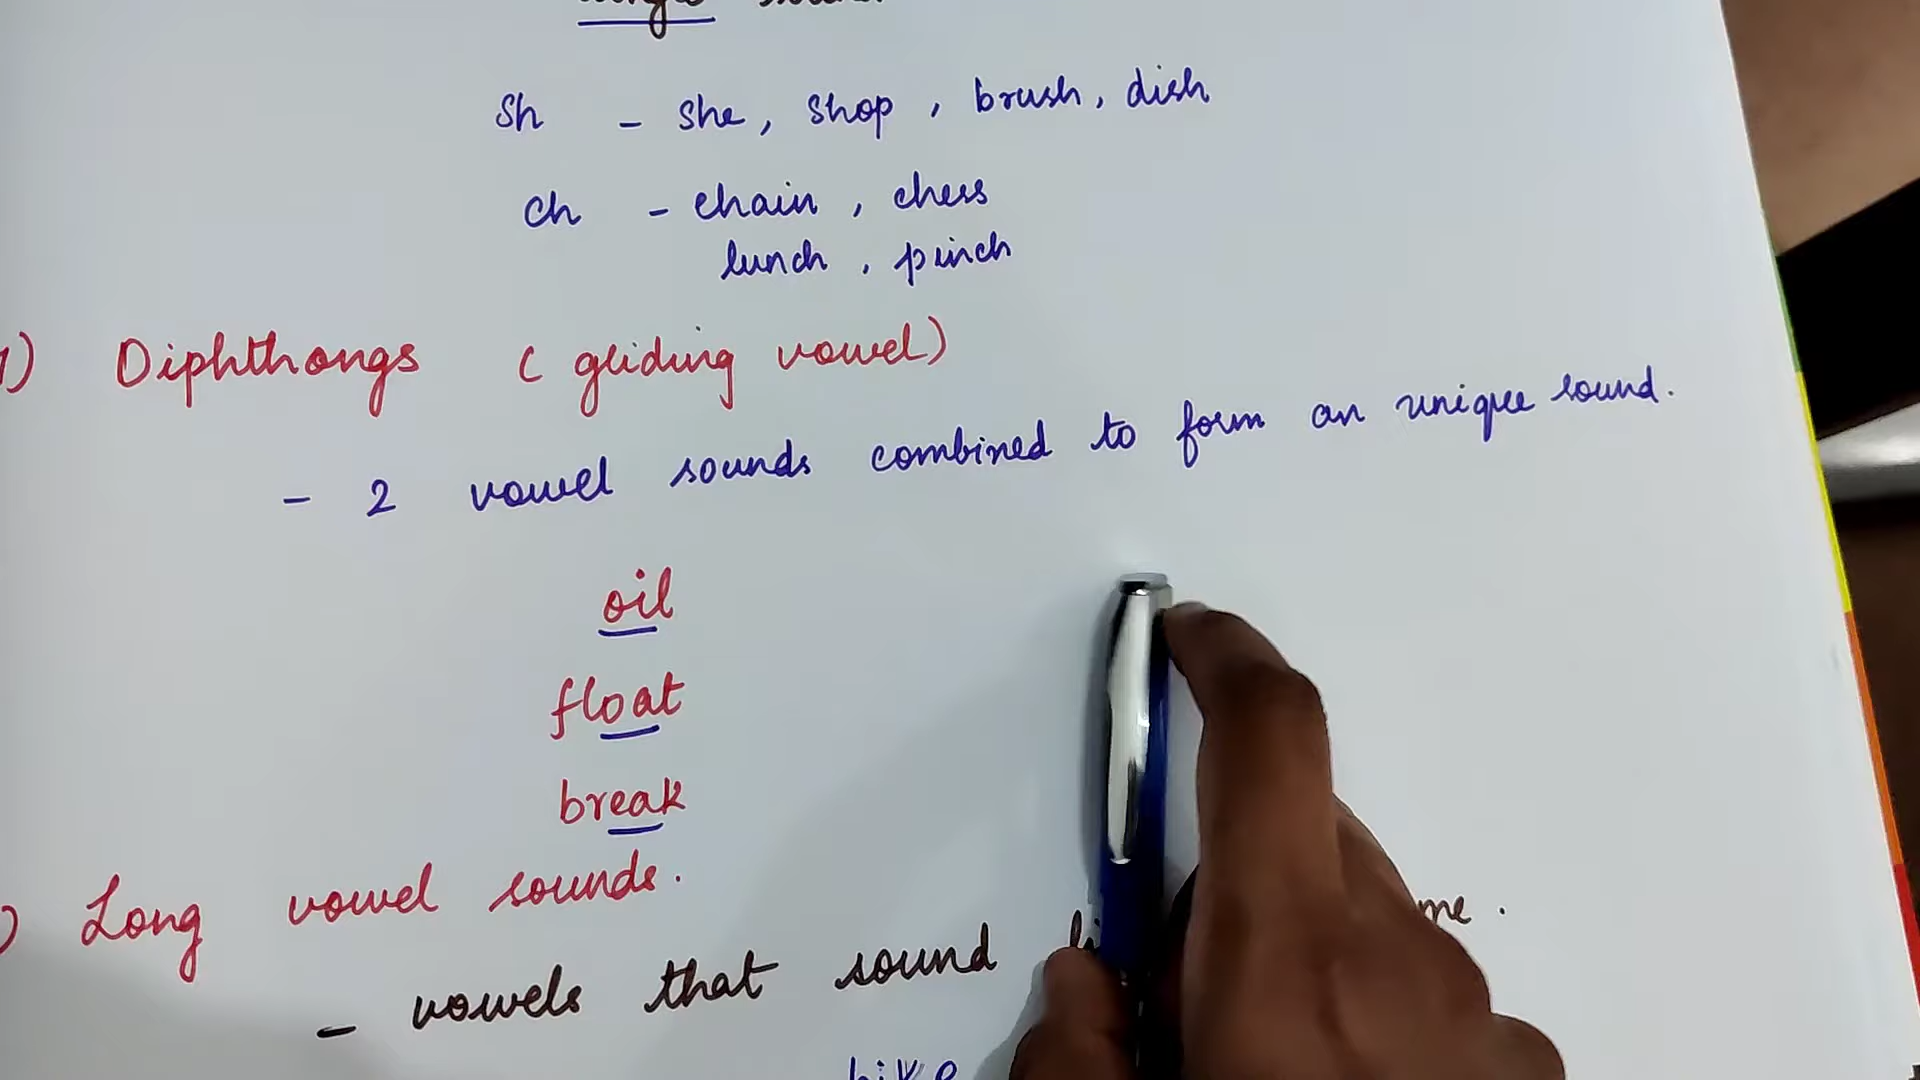 sh - she, shop, brush, dish
ch - chain, chess
lunch, pinch
Diphthongs (gliding vowel)
- 2 vowel sounds combined to form an unique sound.
oil
float
break
Long vowel sounds.
- vowels that sound
bike